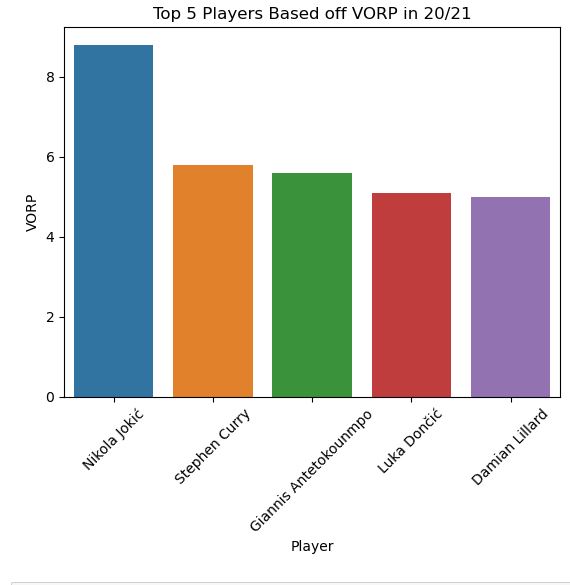 Top 5 Players Based off VORP in 20/21
8
6
4
2
0
VORP
Nikola Jokić
Stephen Curry
Giannis Antetokounmpo
Luka Dončić
Damian Lillard
Player